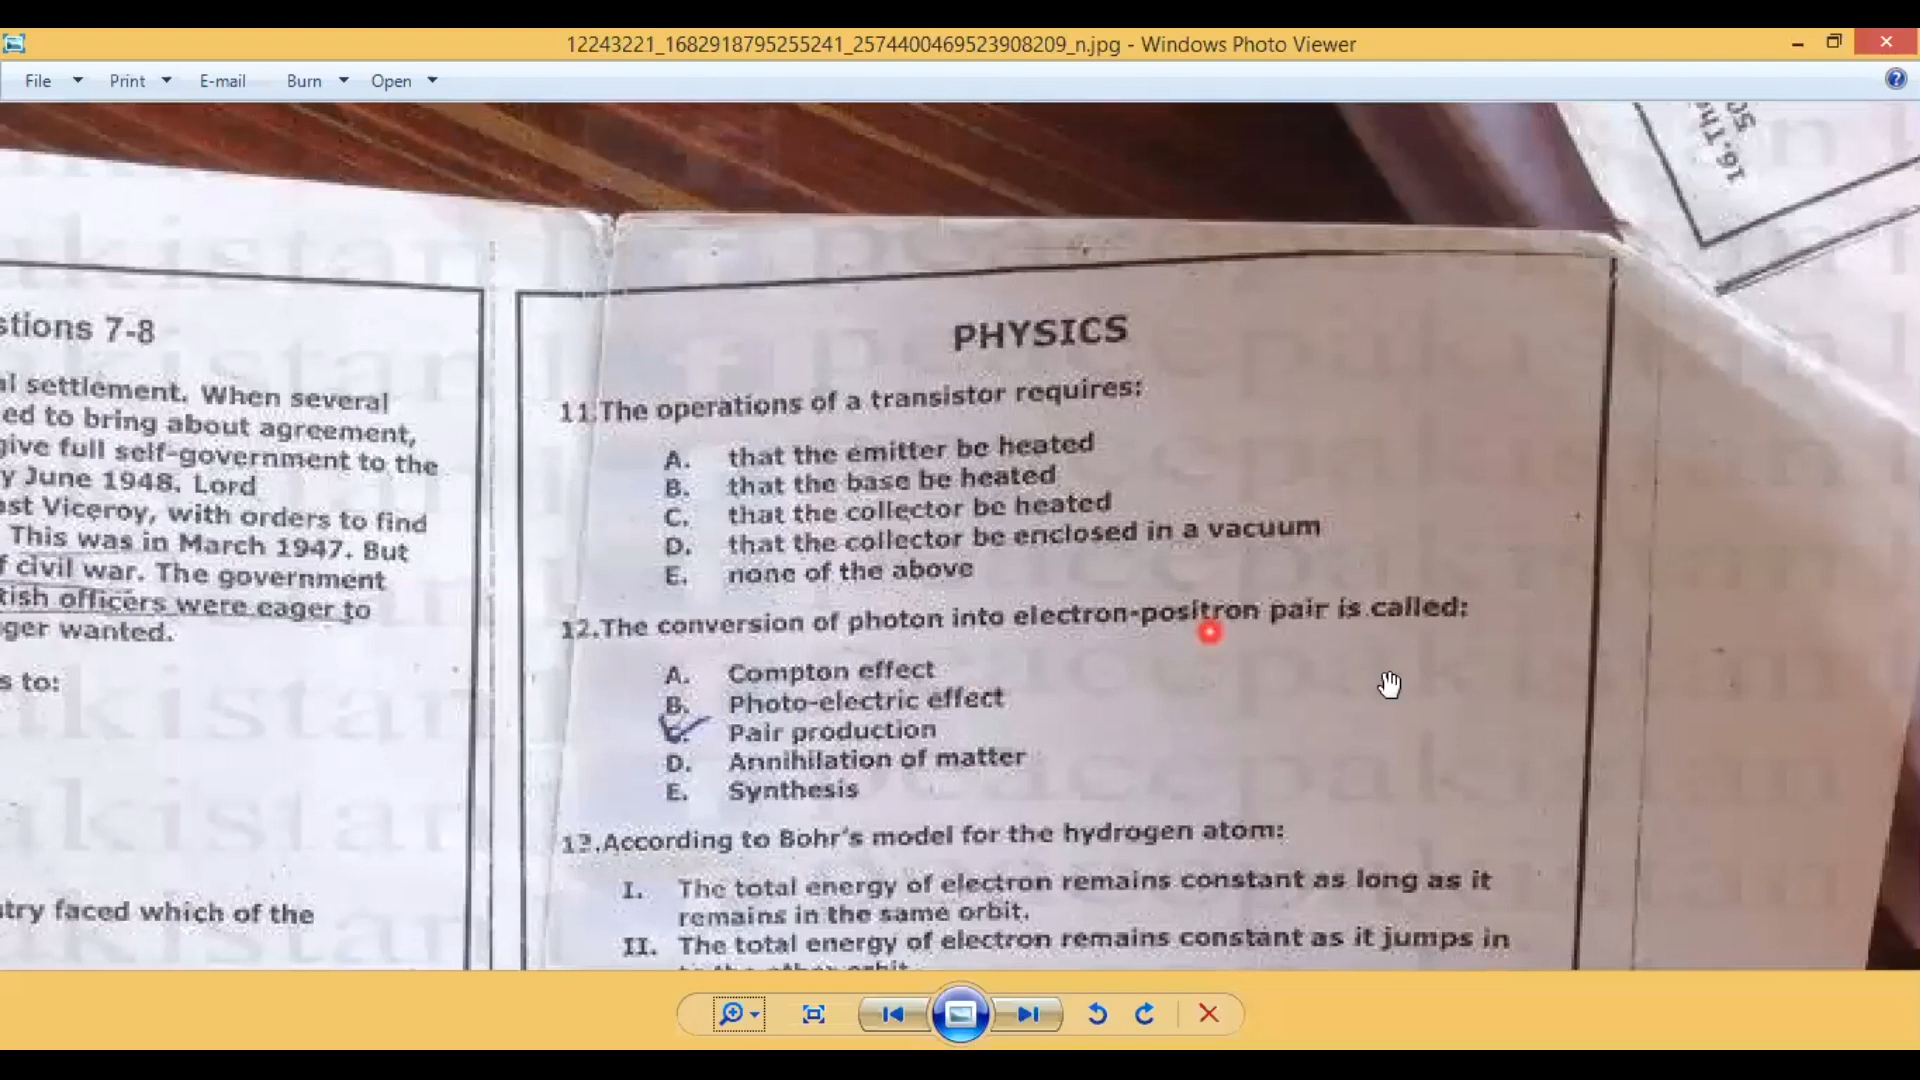 12243221_1682918795255241_2574400469523908209_n.jpg - Windows Photo Viewer
File Print E-mail Burn Open
16.Th
stions 7-8
al settlement. When several
ed to bring about agreement,
give full self-government to the
y June 1948. Lord
ast Viceroy, with orders to find
This was in March 1947. But
f civil war. The government
tish officers were eager to
ger wanted.
s to:
try faced which of the
PHYSICS
11.The operations of a transistor requires:
A. that the emitter be heated
B. that the base be heated
C. that the collector be heated
D. that the collector be enclosed in a vacuum
E. none of the above
12.The conversion of photon into electron-positron pair is called:
A. Compton effect
B. Photo-electric effect
C. Pair production
D. Annihilation of matter
E. Synthesis
13.According to Bohr's model for the hydrogen atom:
I. The total energy of electron remains constant as long as it
remains in the same orbit.
II. The total energy of electron remains constant as it jumps in
to the other orbit.